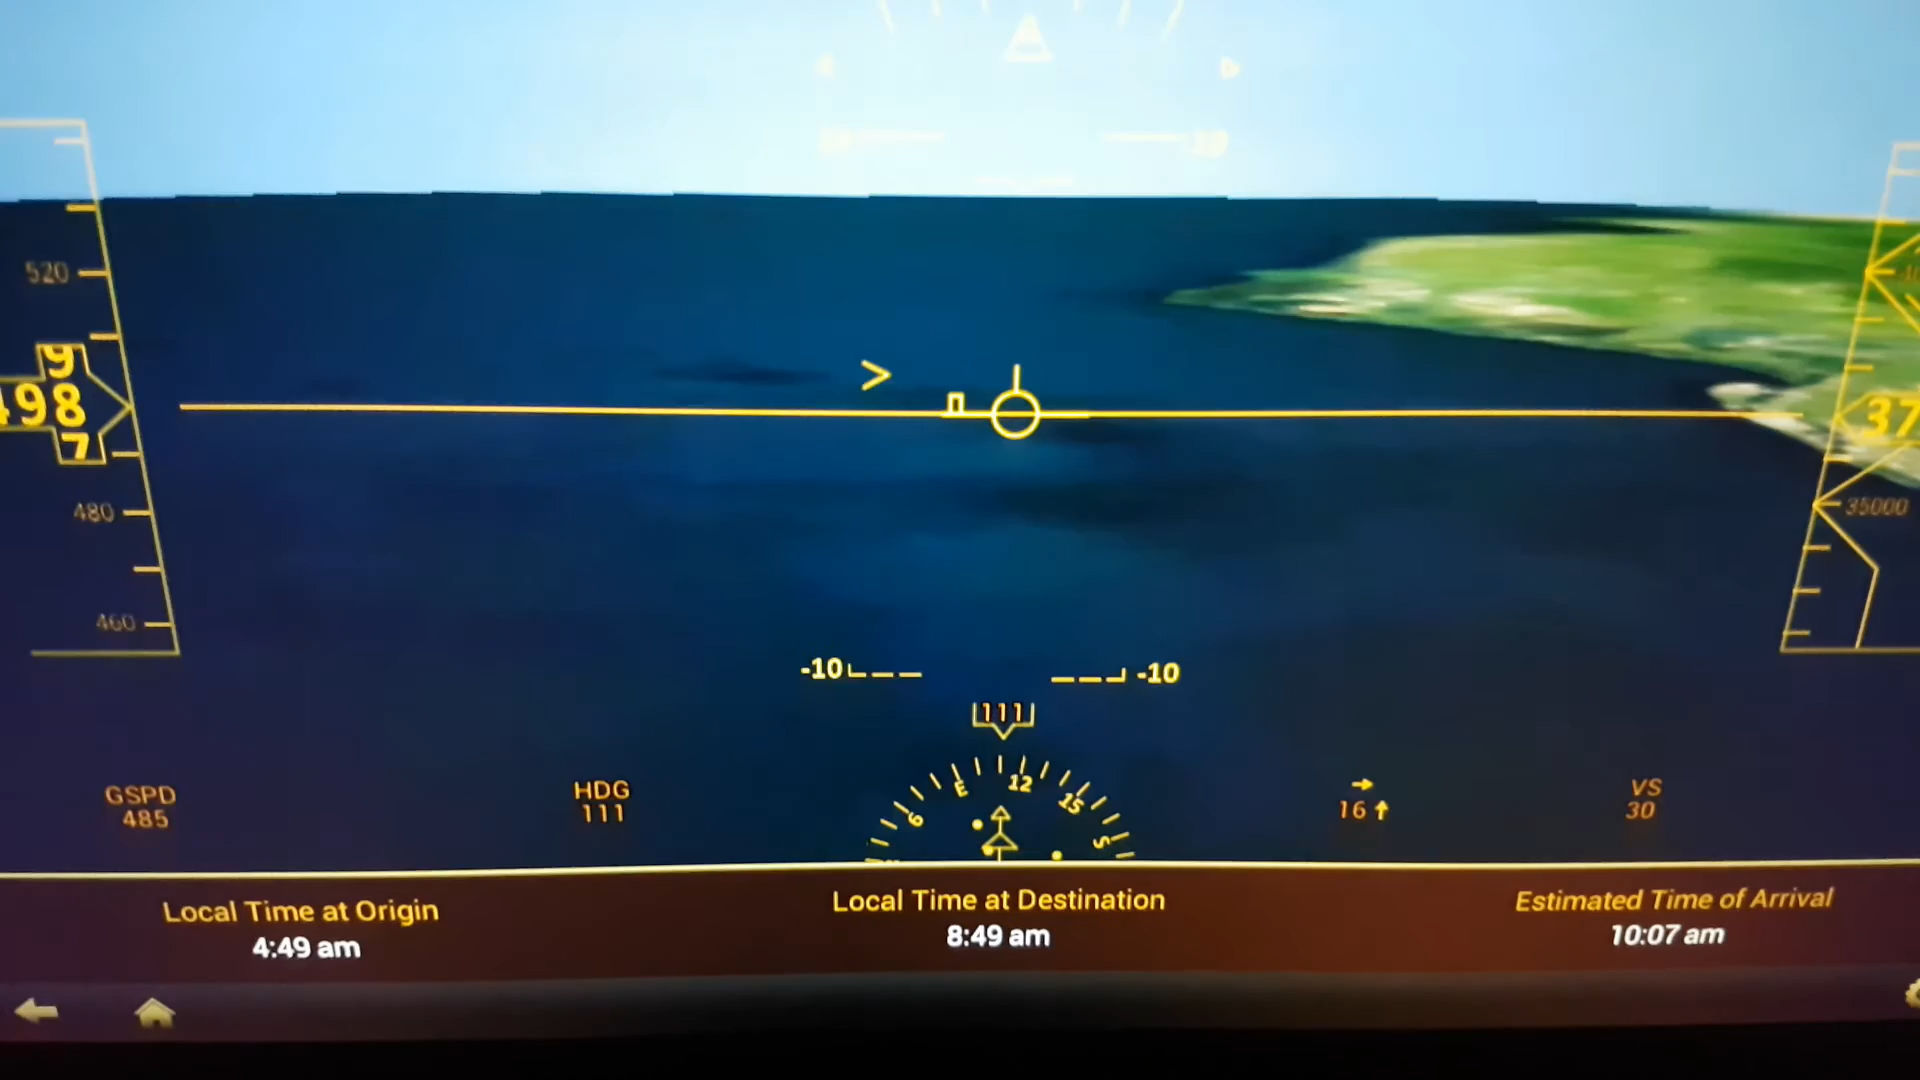 520
9
498
7
480
460
37
35000
-10 -10
111
6 E 12 15 S
GSPD
485
HDG
111
16
VS
30
Local Time at Origin
4:49 am
Local Time at Destination
8:49 am
Estimated Time of Arrival
10:07 am